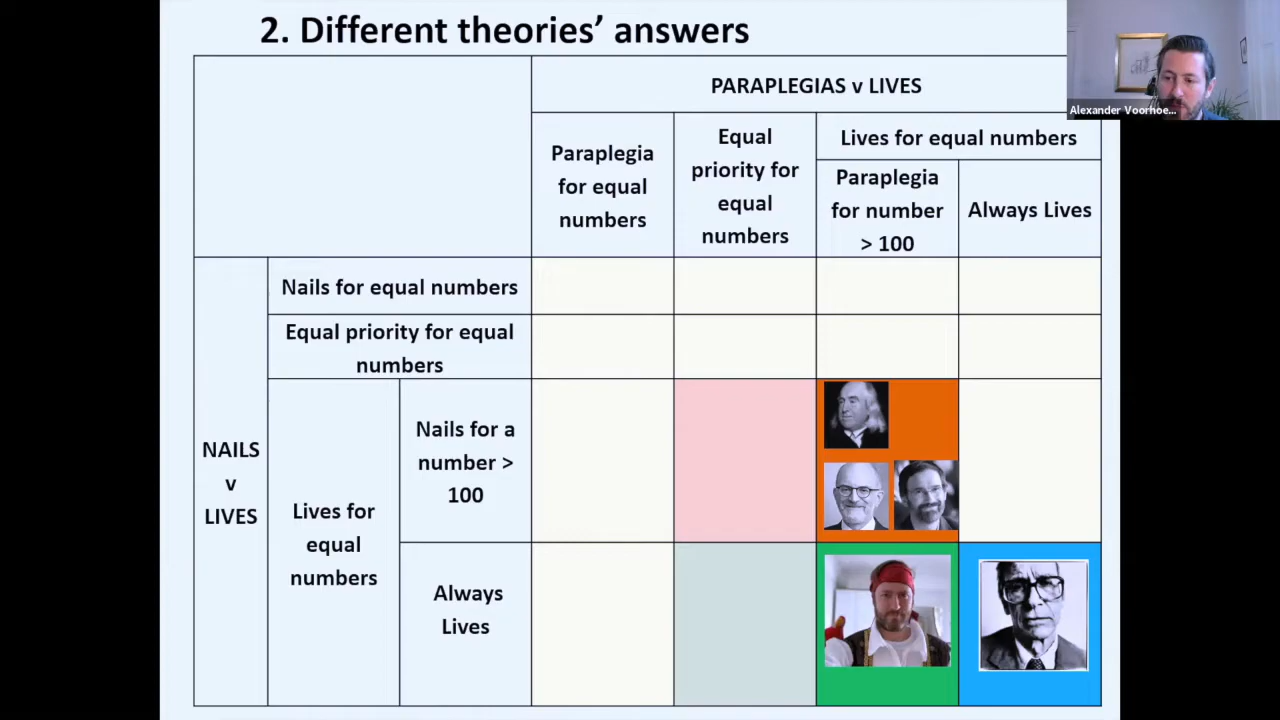 2. Different theories’ answers
Alexander Voorhoe...
PARAPLEGIAS v LIVES
Paraplegia
for equal
numbers
Equal
priority for
equal
numbers
Lives for equal numbers
Paraplegia
for number
> 100
Always Lives
NAILS
v
LIVES
Nails for equal numbers
Equal priority for equal
numbers
Lives for
equal
numbers
Nails for a
number >
100
Always
Lives